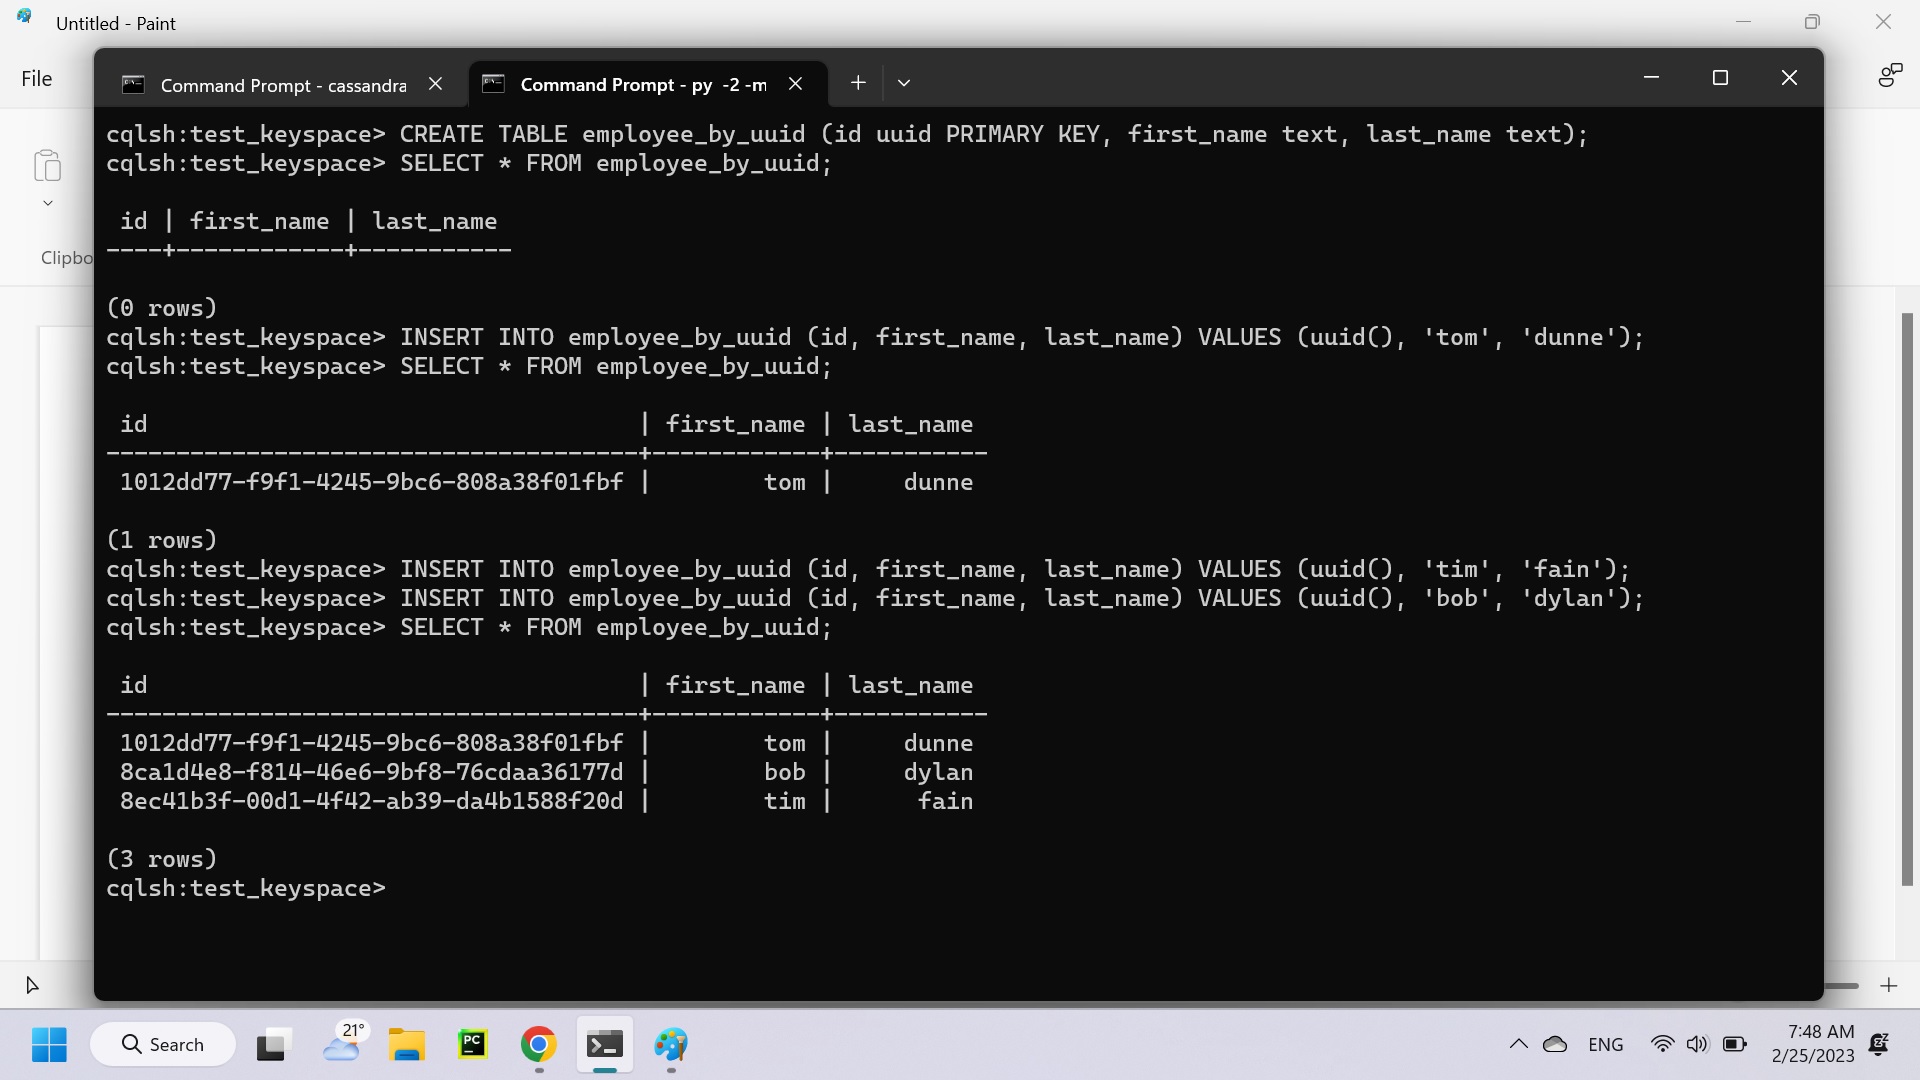 Untitled - Paint
File
Command Prompt - cassandra
Command Prompt - py -2 -m
Clipbo
cqlsh:test_keyspace> CREATE TABLE employee_by_uuid (id uuid PRIMARY KEY, first_name text, last_name text);
cqlsh:test_keyspace> SELECT * FROM employee_by_uuid;
id | first_name | last_name
----+------------+-----------
(0 rows)
cqlsh:test_keyspace> INSERT INTO employee_by_uuid (id, first_name, last_name) VALUES (uuid(), 'tom', 'dunne');
cqlsh:test_keyspace> SELECT * FROM employee_by_uuid;
id | first_name | last_name
--------------------------------------+------------+-----------
1012dd77-f9f1-4245-9bc6-808a38f01fbf | tom | dunne
(1 rows)
cqlsh:test_keyspace> INSERT INTO employee_by_uuid (id, first_name, last_name) VALUES (uuid(), 'tim', 'fain');
cqlsh:test_keyspace> INSERT INTO employee_by_uuid (id, first_name, last_name) VALUES (uuid(), 'bob', 'dylan');
cqlsh:test_keyspace> SELECT * FROM employee_by_uuid;
id | first_name | last_name
--------------------------------------+------------+-----------
1012dd77-f9f1-4245-9bc6-808a38f01fbf | tom | dunne
8ca1d4e8-f814-46e6-9bf8-76cdaa36177d | bob | dylan
8ec41b3f-00d1-4f42-ab39-da4b1588f20d | tim | fain
(3 rows)
cqlsh:test_keyspace>
Search
21°
PC
ENG
7:48 AM
2/25/2023